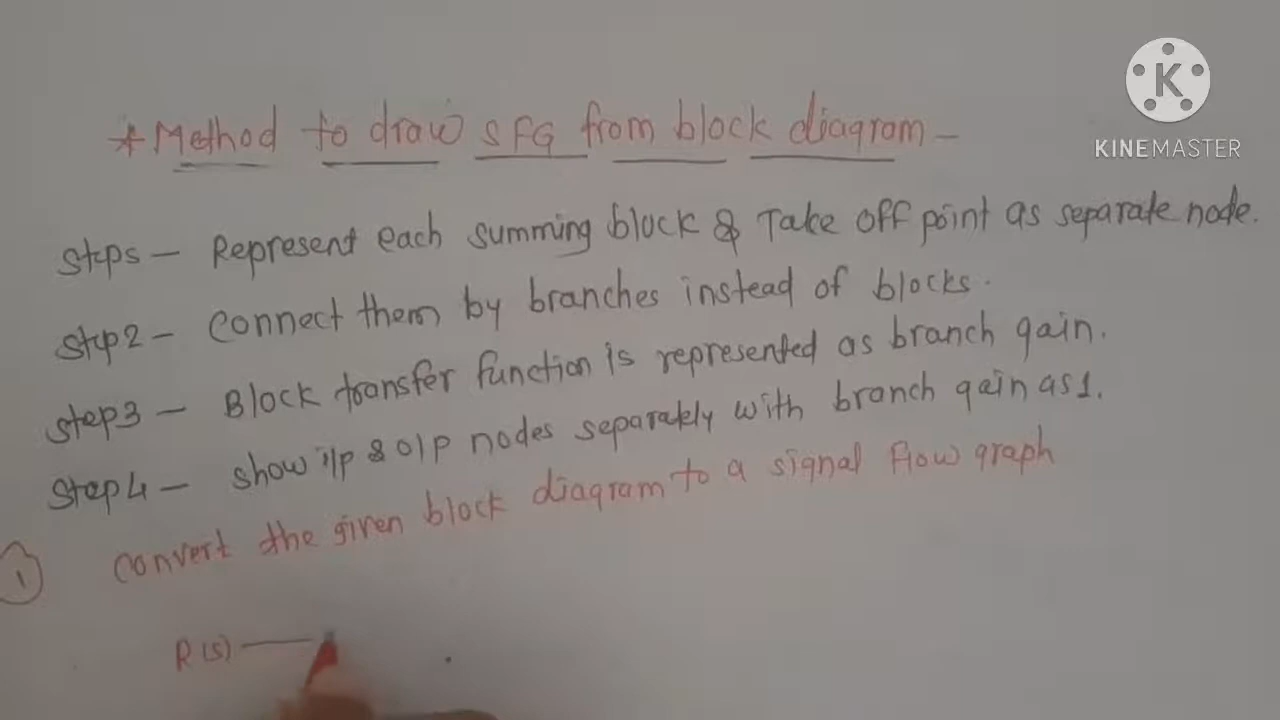 * Method to draw SFG from block diagram -
Steps - Represent each summing block & Take off point as separate node.
Step2 - Connect them by branches instead of blocks.
Step3 - Block transfer function is represented as branch gain.
Step4 - show i/p & o/p nodes separately with branch gain as 1.
1 Convert the given block diagram to a signal flow graph
R(s)
K
KINEMASTER